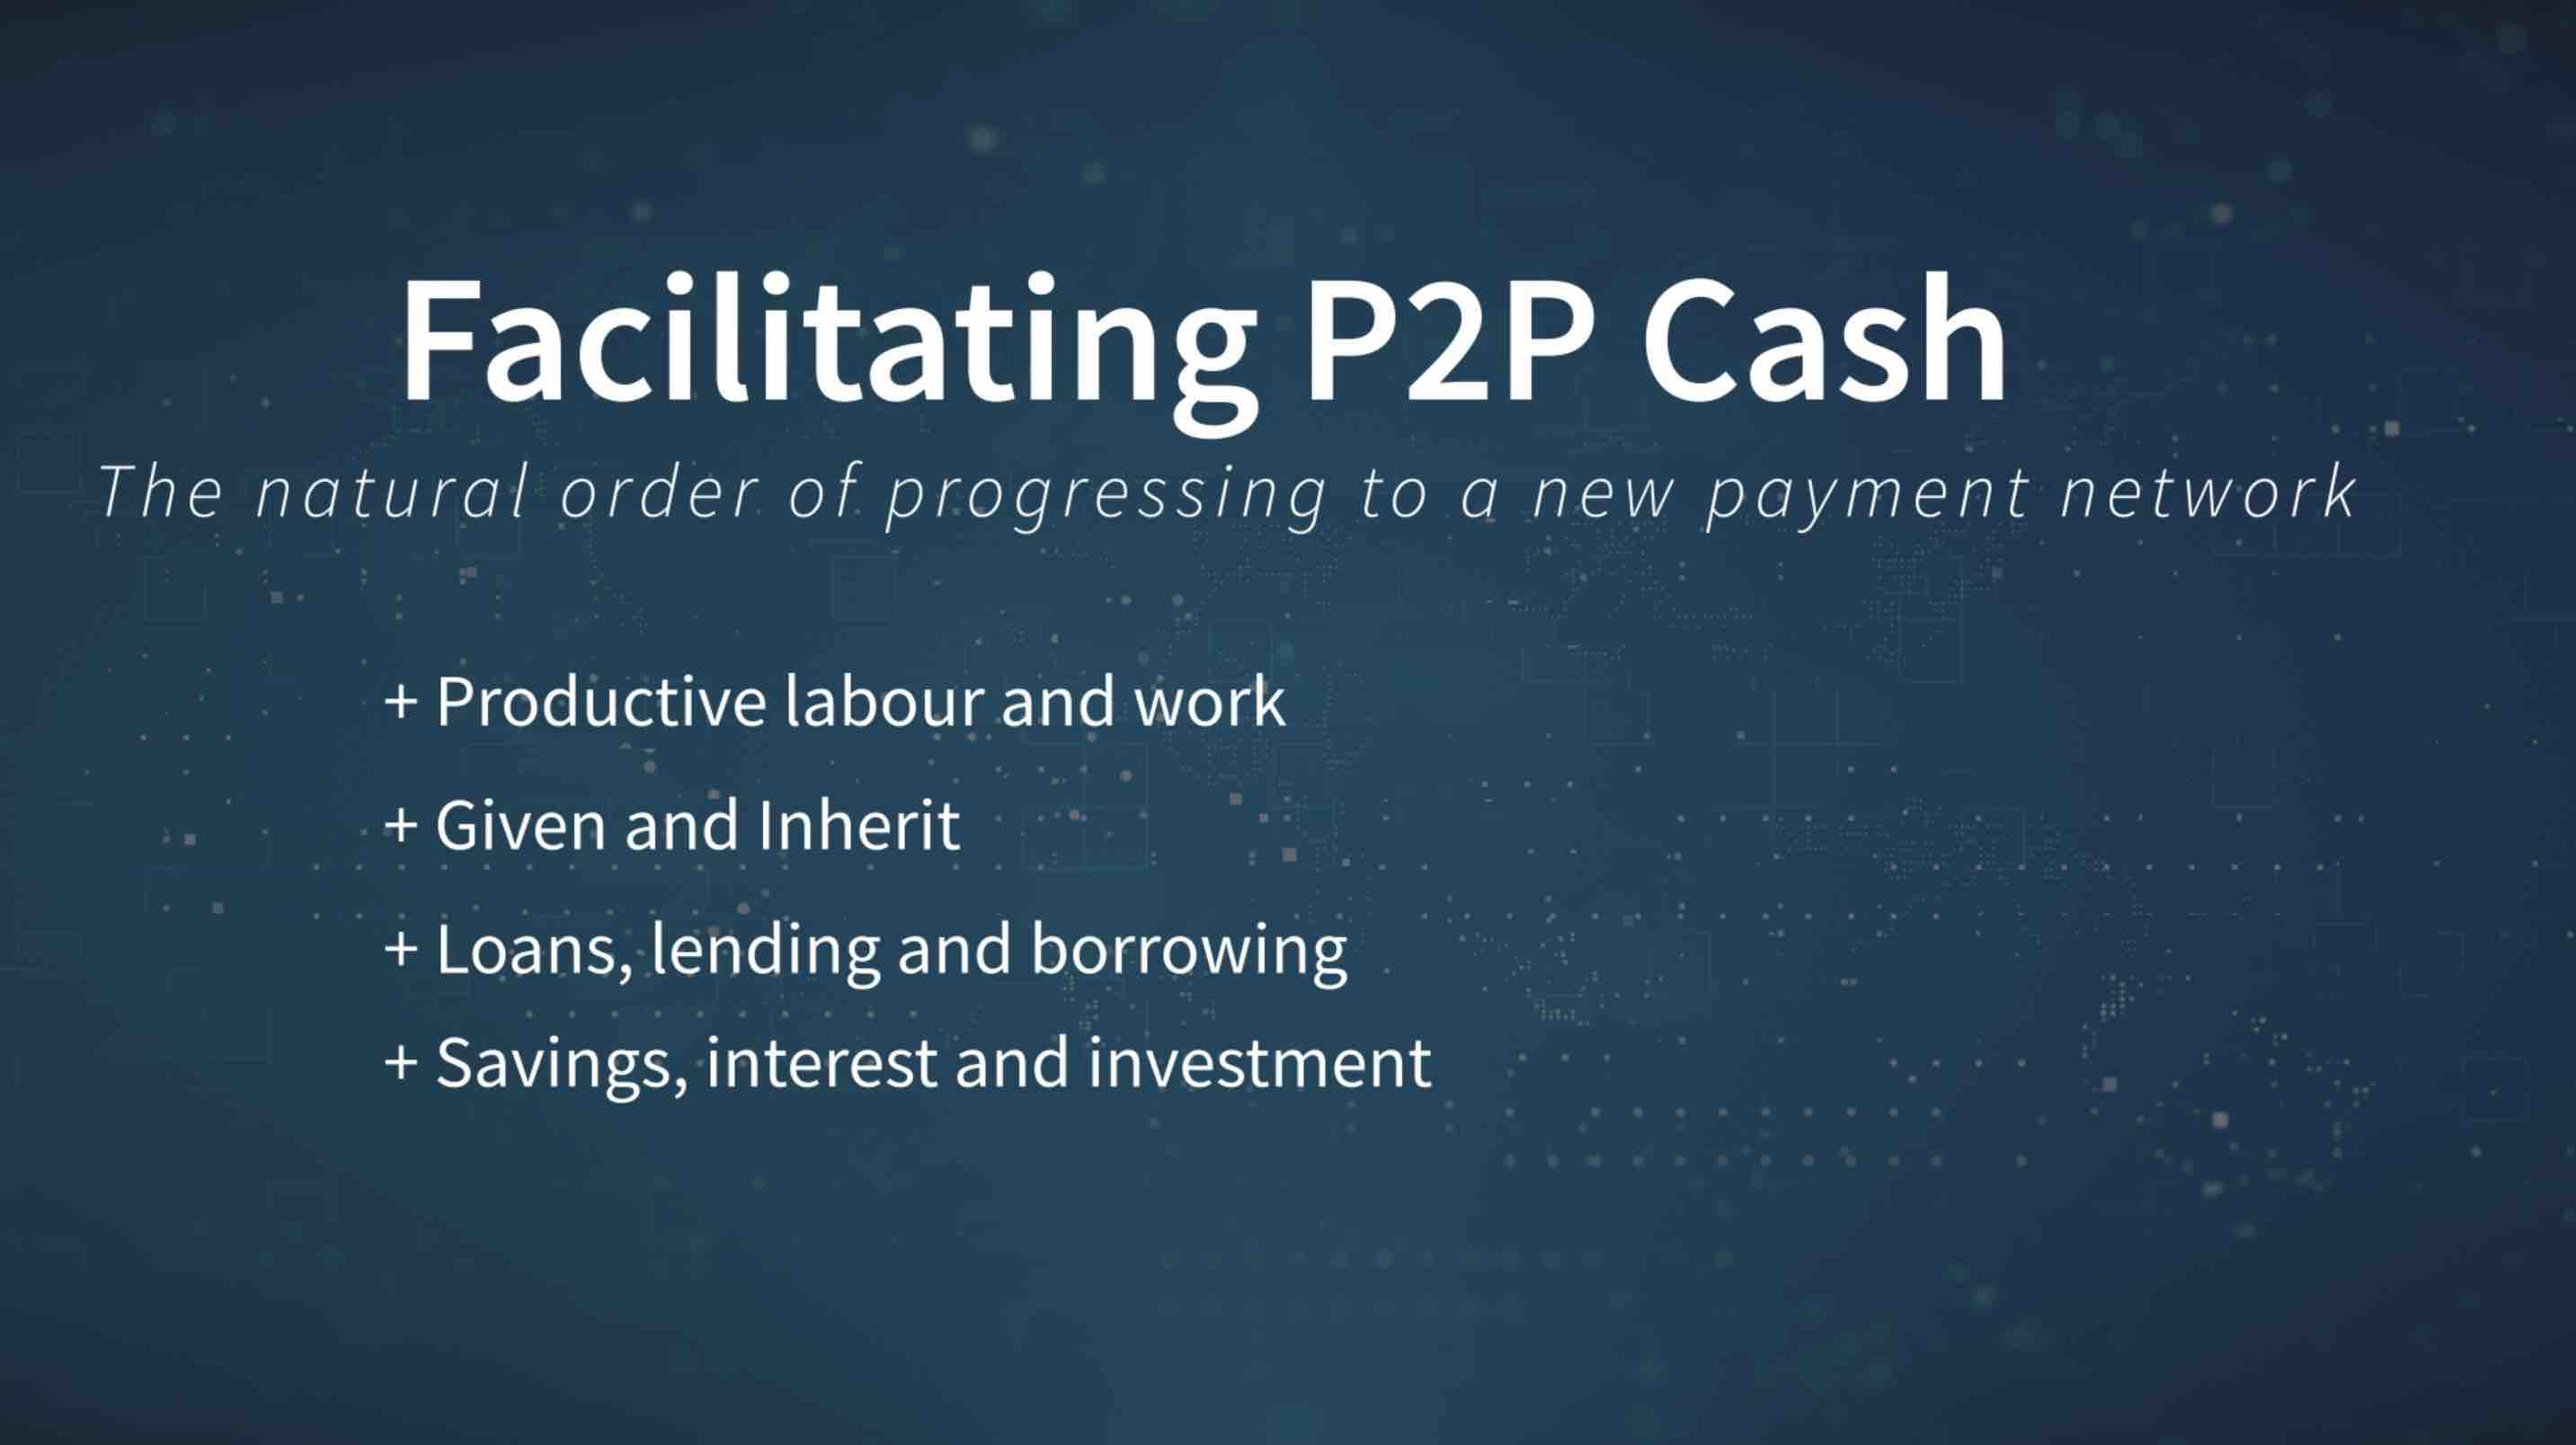 Facilitating P2P Cash
The natural order of progressing to a new payment network
+ Productive labour and work
+ Given and Inherit
+ Loans, lending and borrowing
+ Savings, interest and investment